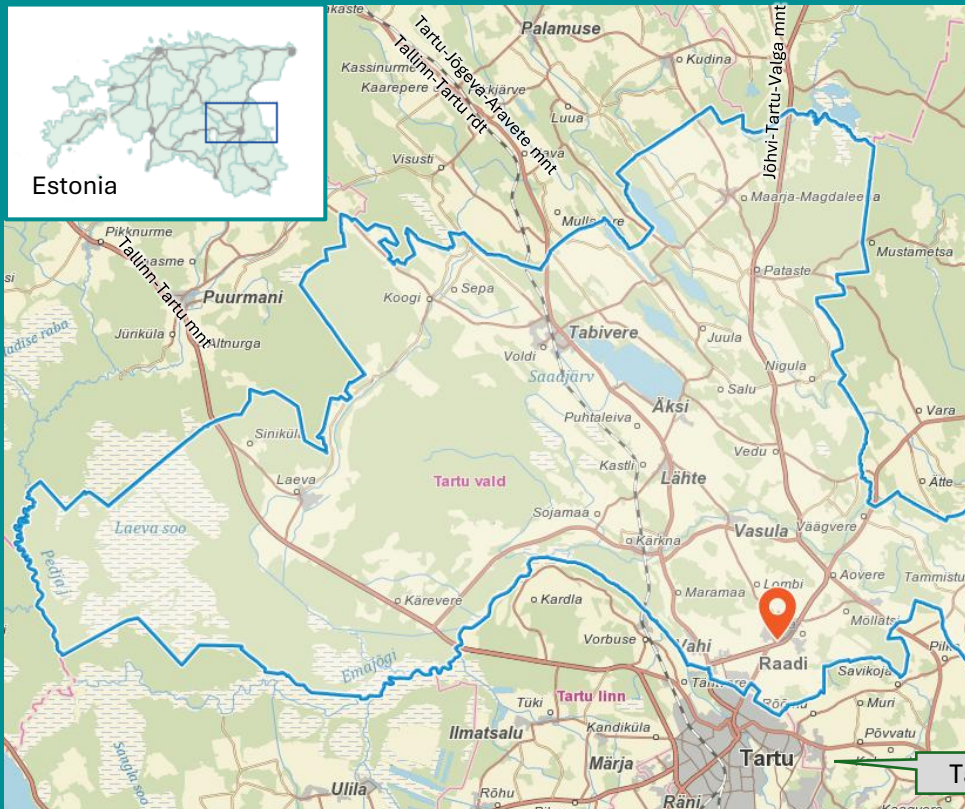 Estonia
Palamuse
Kassinurme
Kaarepere
Kudina
Luua
Visusti
Tartu-Jõgeva-Aravete mnt
Tallinn-Tartu rdt
Jõhvi-Tartu-Valga mnt
Maarja-Magdaleena
Pikknurme
Tallinn-Tartu mnt
Mustametsa
Pataste
Puurmani
Koogi
Sepa
Jüriküla
Altnurga
Tabivere
Voldi
Juula
Saadjärv
Nigula
Salu
Äksi
Puhtaleiva
Vara
Siniküla
Vedu
Kastli
Laeva
Tartu vald
Lähte
Ätte
Sojamaa
Laeva soo
Vasula
Väägvere
Kärkna
Pedja j
Aovere
Tammistu
Lombi
Maramaa
Kärevere
Kardla
Möllatsi
Vorbuse
Vahi
Raadi
Emajõgi
Savikoja
Tartu linn
Tüki
Muri
Ilmatsalu
Kandiküla
Põvvatu
Märja
Tartu
Sanglasoo
Ulila
Rõhu
Räni